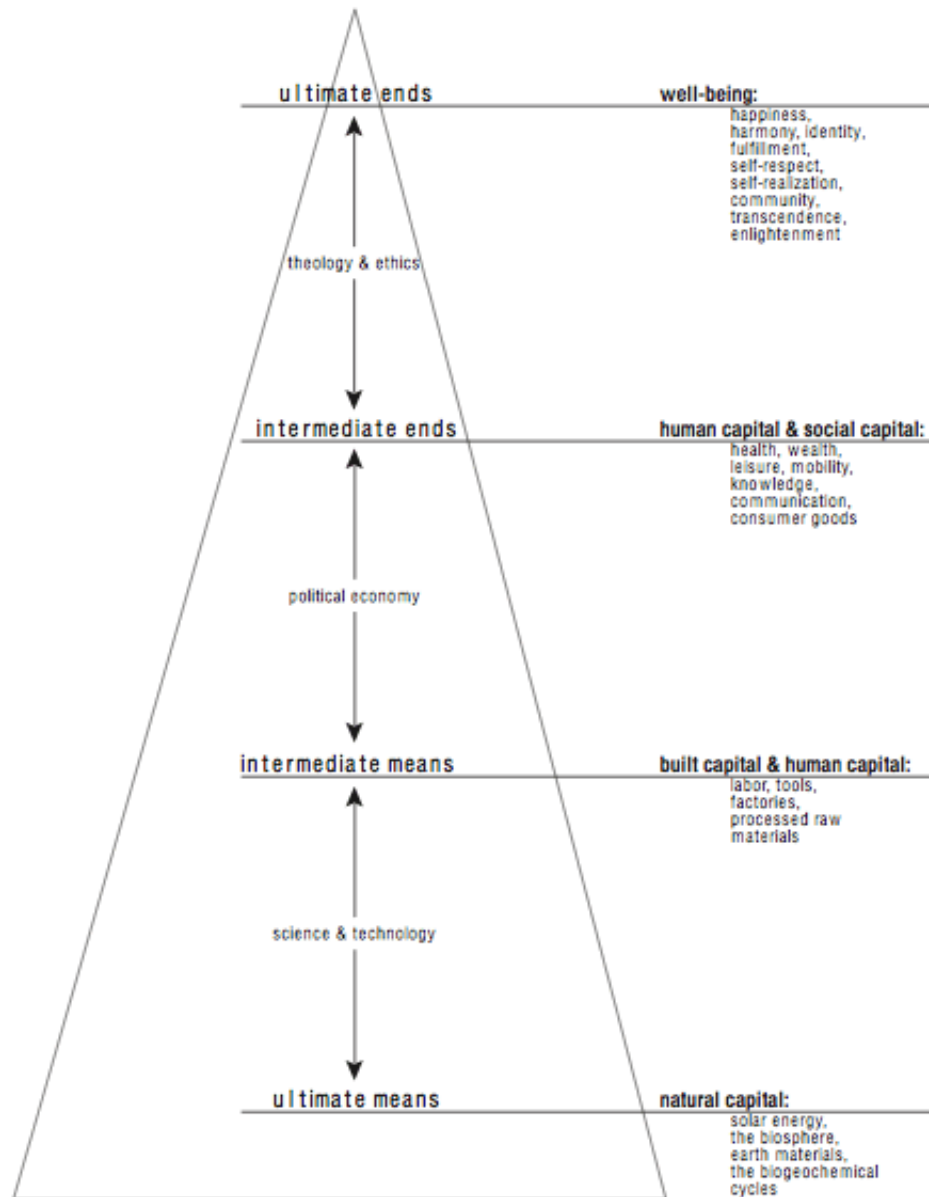 ultimate ends
well-being:
happiness,
harmony, identity,
fulfillment,
self-respect,
self-realization,
community,
transcendence,
enlightenment
theology & ethics
intermediate ends
human capital & social capital:
health, wealth,
leisure, mobility,
knowledge,
communication,
consumer goods
political economy
intermediate means
built capital & human capital:
labor, tools,
factories,
processed raw
materials
science & technology
ultimate means
natural capital:
solar energy,
the biosphere,
earth materials,
the biogeochemical
cycles